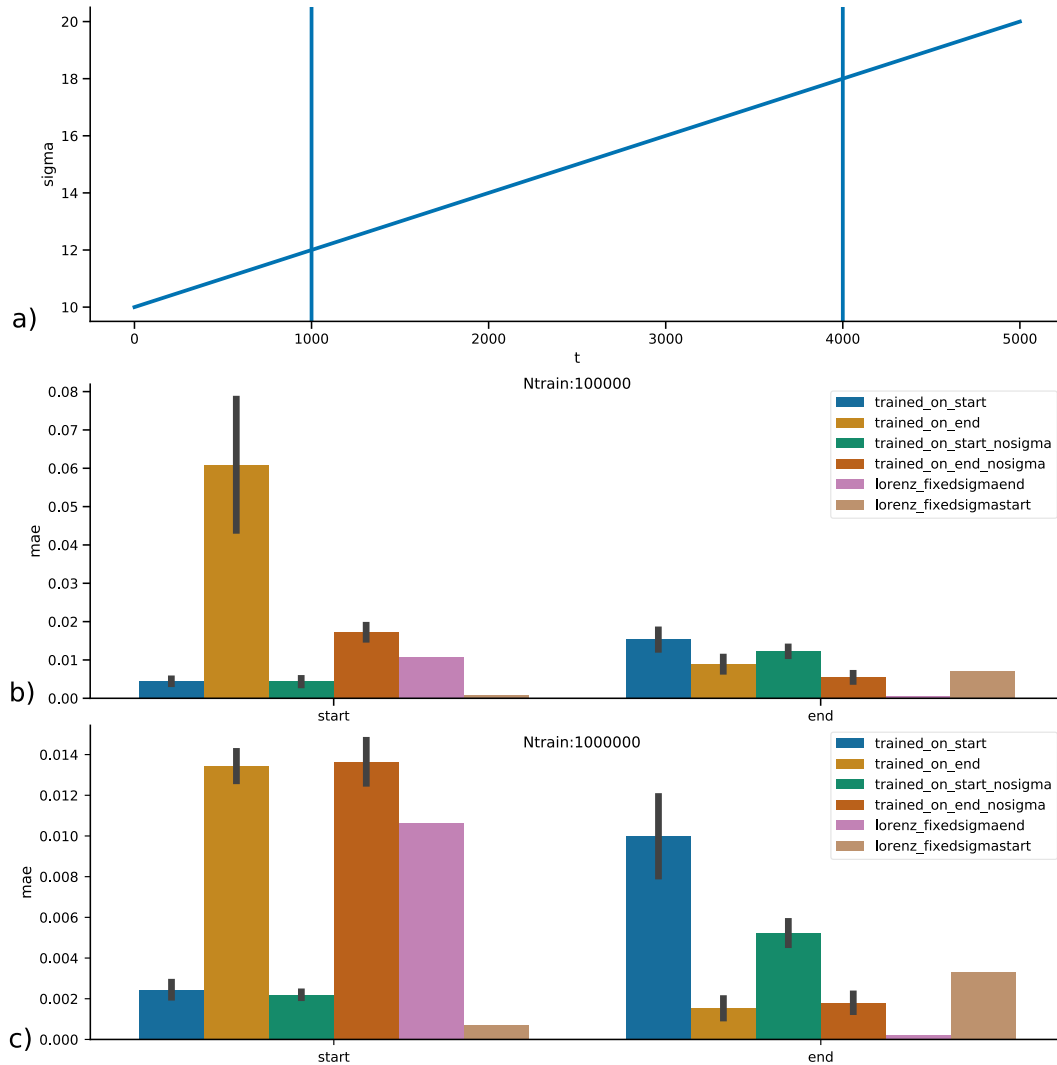 20
18
16
14
12
10
sigma
a)
0
1000
2000
3000
4000
5000
t
Ntrain:100000
0.08
0.07
0.06
0.05
0.04
0.03
0.02
0.01
0.00
mae
trained_on_start
trained_on_end
trained_on_start_nosigma
trained_on_end_nosigma
lorenz_fixedsigmaend
lorenz_fixedsigmastart
b)
start
end
Ntrain:1000000
0.014
0.012
0.010
0.008
0.006
0.004
0.002
0.000
mae
trained_on_start
trained_on_end
trained_on_start_nosigma
trained_on_end_nosigma
lorenz_fixedsigmaend
lorenz_fixedsigmastart
c)
start
end